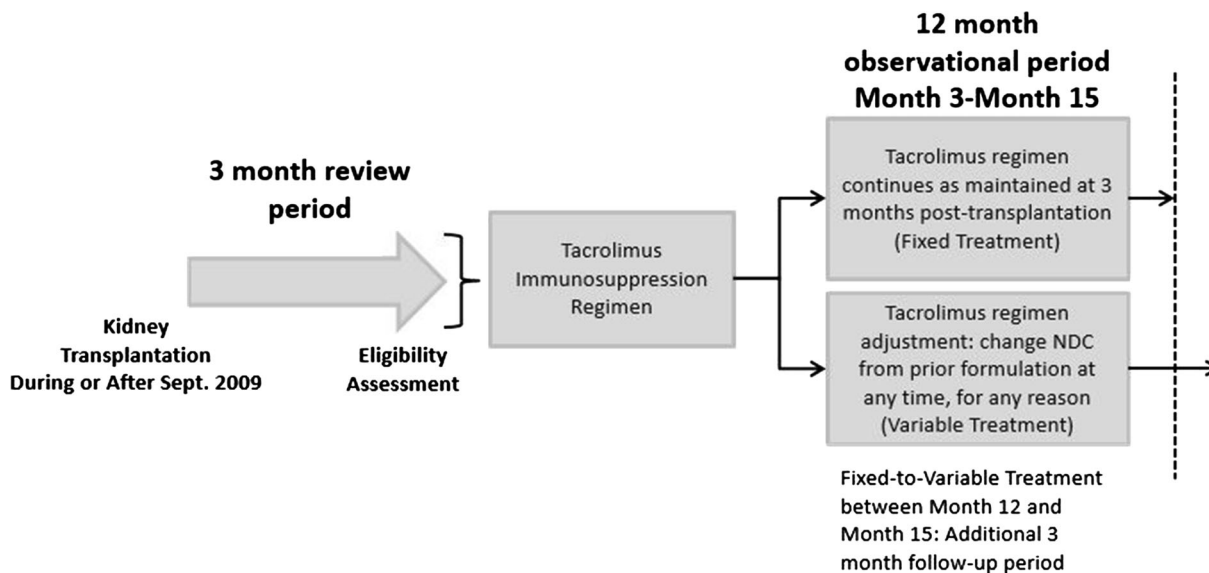 3 month review
period
Kidney
Transplantation
During or After Sept. 2009
Eligibility
Assessment
Tacrolimus
Immunosuppression
Regimen
12 month
observational period
Month 3-Month 15
Tacrolimus regimen
continues as maintained at 3
months post-transplantation
(Fixed Treatment)
Tacrolimus regimen
adjustment: change NDC
from prior formulation at
any time, for any reason
(Variable Treatment)
Fixed-to-Variable Treatment
between Month 12 and
Month 15: Additional 3
month follow-up period